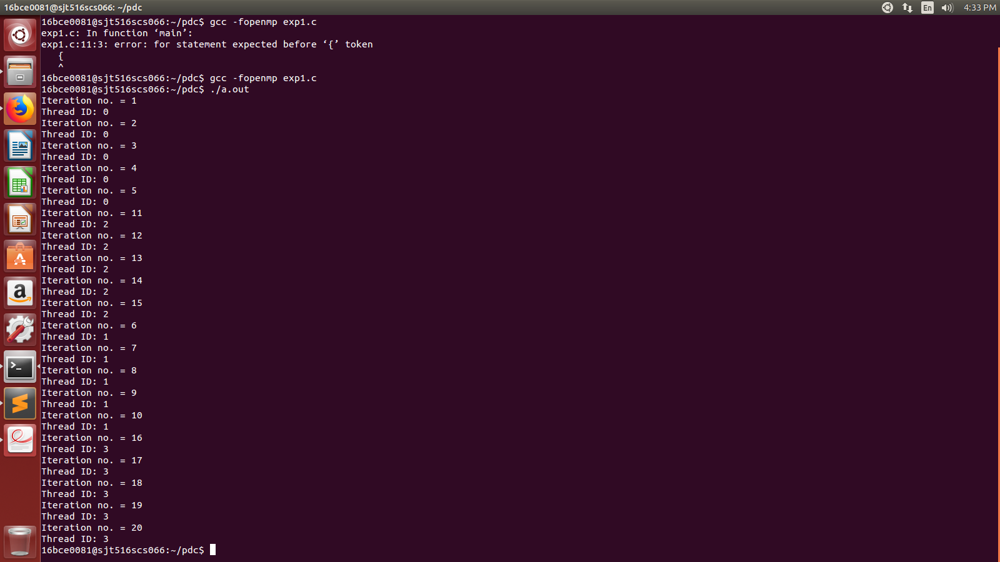 16bce0081@sjt516scs066: ~/pdc
En
4:33 PM
16bce0081@sjt516scs066:~/pdc$ gcc -fopenmp exp1.c
exp1.c: In function ‘main’:
exp1.c:11:3: error: for statement expected before ‘{’ token
{
^
16bce0081@sjt516scs066:~/pdc$ gcc -fopenmp exp1.c
16bce0081@sjt516scs066:~/pdc$ ./a.out
Iteration no. = 1
Thread ID: 0
Iteration no. = 2
Thread ID: 0
Iteration no. = 3
Thread ID: 0
Iteration no. = 4
Thread ID: 0
Iteration no. = 5
Thread ID: 0
Iteration no. = 11
Thread ID: 2
Iteration no. = 12
Thread ID: 2
Iteration no. = 13
Thread ID: 2
Iteration no. = 14
Thread ID: 2
Iteration no. = 15
Thread ID: 2
Iteration no. = 6
Thread ID: 1
Iteration no. = 7
Thread ID: 1
Iteration no. = 8
Thread ID: 1
Iteration no. = 9
Thread ID: 1
Iteration no. = 10
Thread ID: 1
Iteration no. = 16
Thread ID: 3
Iteration no. = 17
Thread ID: 3
Iteration no. = 18
Thread ID: 3
Iteration no. = 19
Thread ID: 3
Iteration no. = 20
Thread ID: 3
16bce0081@sjt516scs066:~/pdc$